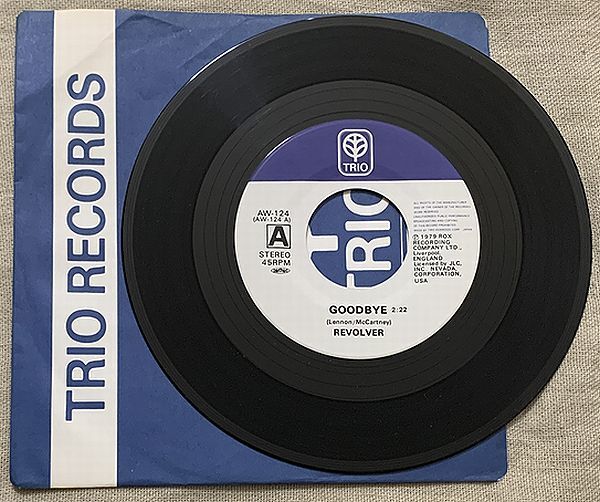 TRIO RECORDS
TRIO
AW-124
(AW-124 A)
A
STEREO
45RPM
TRIO
ALL RIGHTS OF THE MANUFACTURER
AND OF THE OWNER OF THE RECORDED
WORK RESERVED.
UNAUTHORISED PUBLIC PERFORMANCE
BROADCASTING AND COPYING
OF THIS RECORD PROHIBITED.
℗ 1979 ROX
RECORDING
COMPANY LTD.,
Liverpool,
ENGLAND
Licensed by JLC,
INC. NEVADA,
CORPORATION,
USA
GOODBYE 2:22
(Lennon/McCartney)
REVOLVER